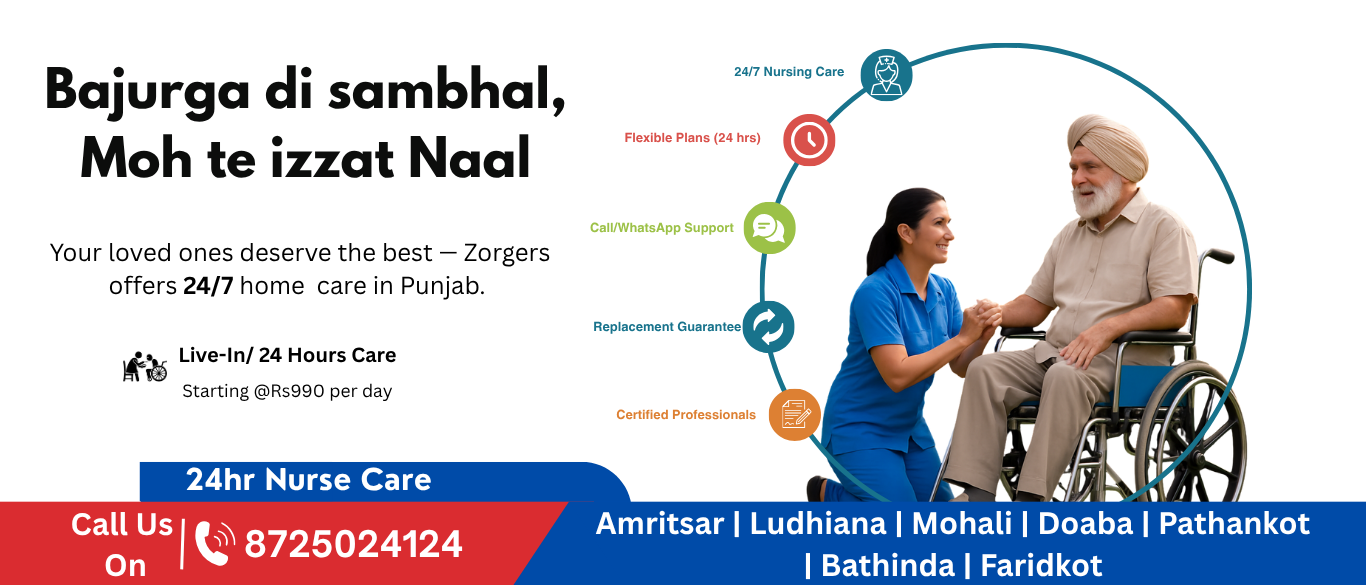 Bajurga di sambhal,
Moh te izzat Naal
Your loved ones deserve the best — Zorgers
offers 24/7 home care in Punjab.
Live-In/ 24 Hours Care
Starting @Rs990 per day
24/7 Nursing Care
Flexible Plans (24 hrs)
Call/WhatsApp Support
Replacement Guarantee
Certified Professionals
24hr Nurse Care
Call Us
On
8725024124
Amritsar | Ludhiana | Mohali | Doaba | Pathankot
| Bathinda | Faridkot